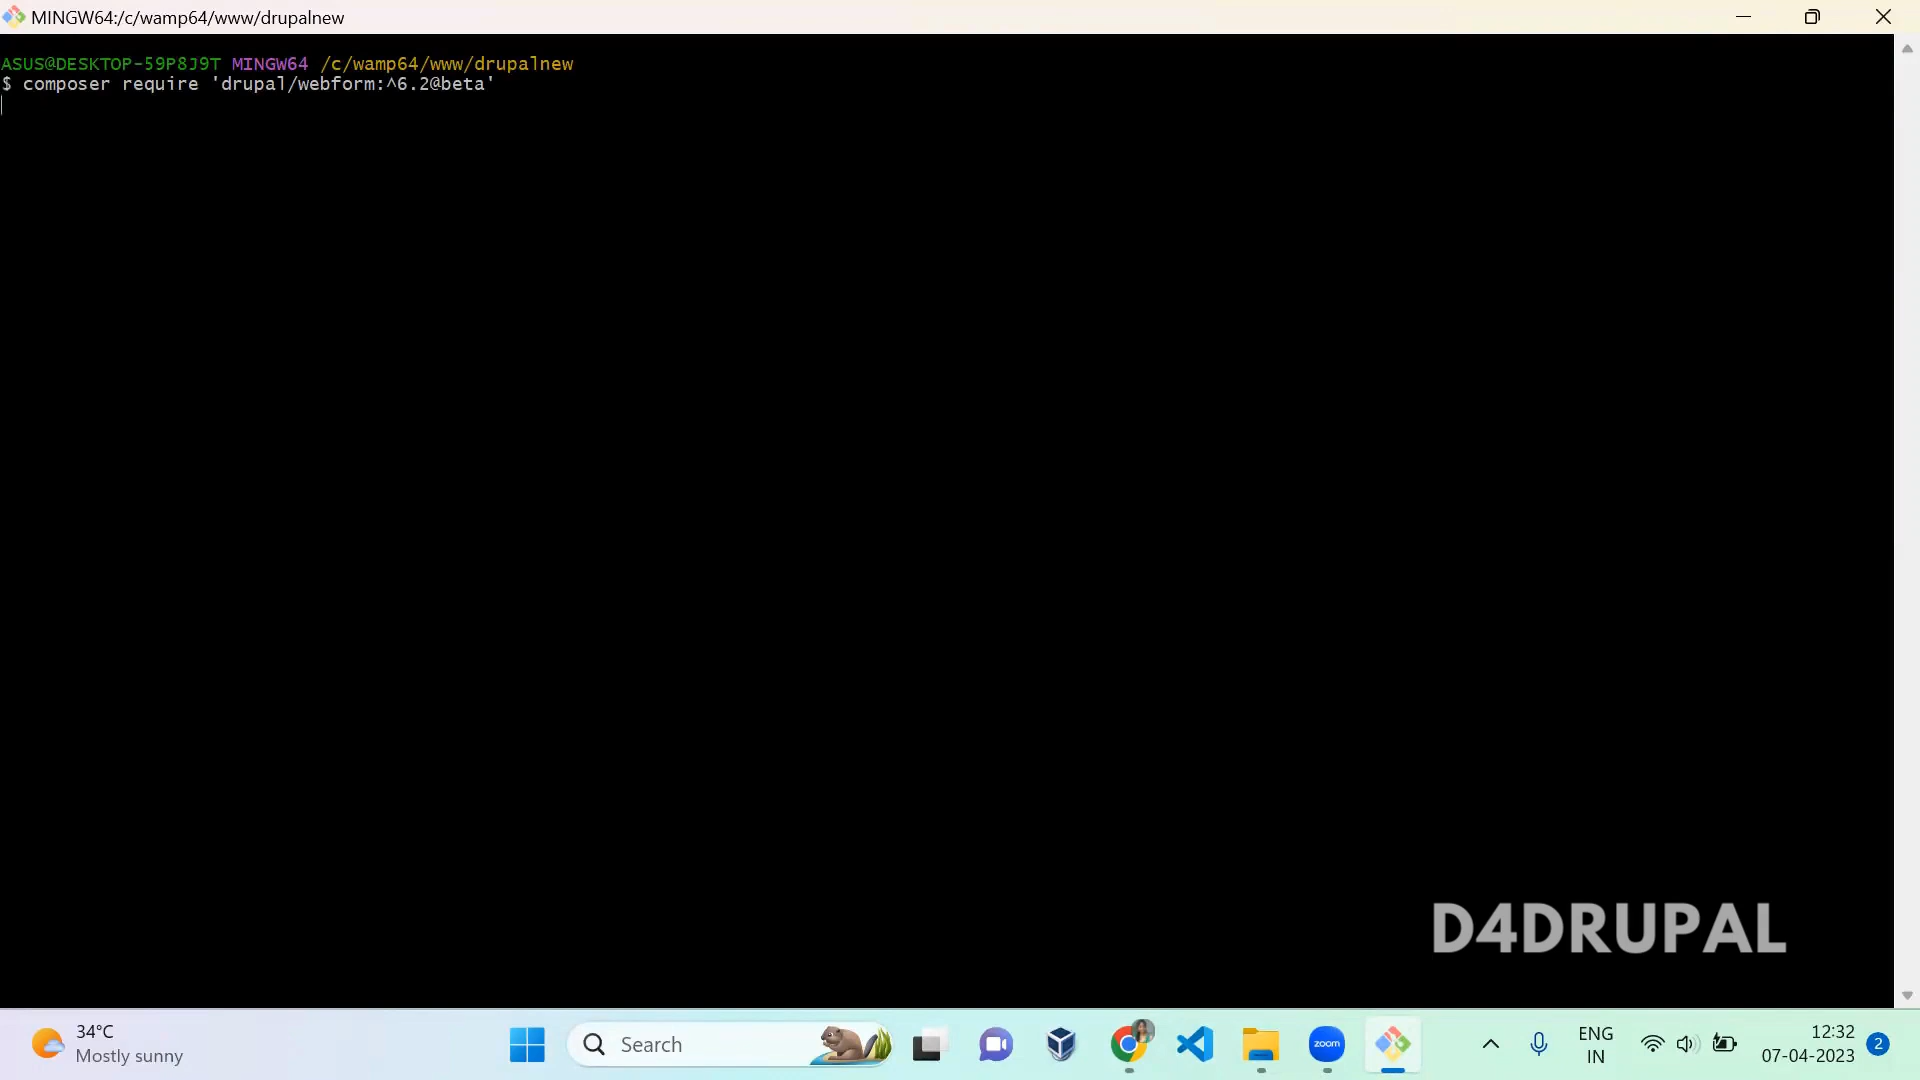 MINGW64:/c/wamp64/www/drupalnew
ASUS@DESKTOP-59P8J9T MINGW64 /c/wamp64/www/drupalnew
$ composer require 'drupal/webform:^6.2@beta'
D4DRUPAL
34°C
Mostly sunny
Search
zoom
ENG
IN
12:32
07-04-2023
2